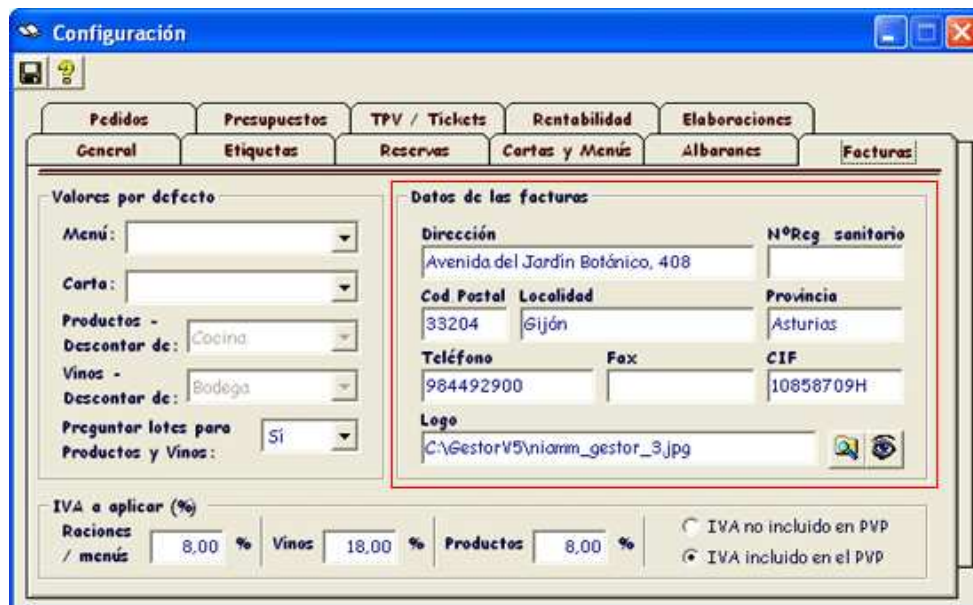 Configuración
Pedidos Presupuestos TPV / Tickets Rentabilidad Elaboraciones
General Etiquetas Reservas Cartas y Menús Albaranes Facturas
Valores por defecto
Menú:
Carta:
Productos -
Descontar de: Cocina
Vinos -
Descontar de: Bodega
Preguntar lotes para
Productos y Vinos: Sí
Datos de las facturas
Dirección NºReg sanitario
Avenida del Jardín Botánico, 408
Cod Postal Localidad Provincia
33204 Gijón Asturias
Teléfono Fax CIF
984492900 10858709H
Logo
C:\GestorV5\niamm_gestor_3.jpg
IVA a aplicar (%)
Raciones
/ menús 8,00 % Vinos 18,00 % Productos 8,00 %
IVA no incluido en PVP
IVA incluido en el PVP